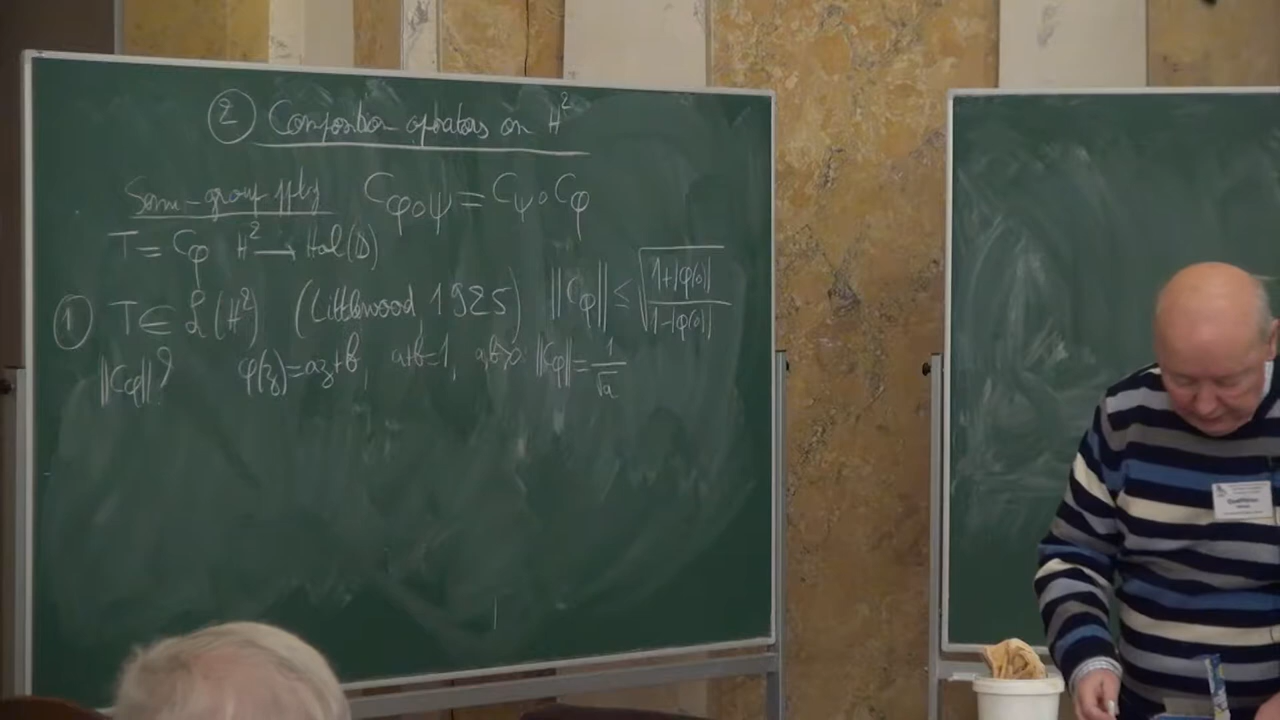 ② Composition operators on H²
Semi-group ppty C_{φ∘ψ} = C_ψ ∘ C_φ
T = C_φ H² → Hol(D)
① T ∈ ℒ(H²) (Littlewood 1925) ||C_φ|| ≤ √((1+|φ(0)|)/(1-|φ(0)|))
||C_φ||? φ(z)=az+b, a+b=1, a,b>0 ||C_φ||=1/√a